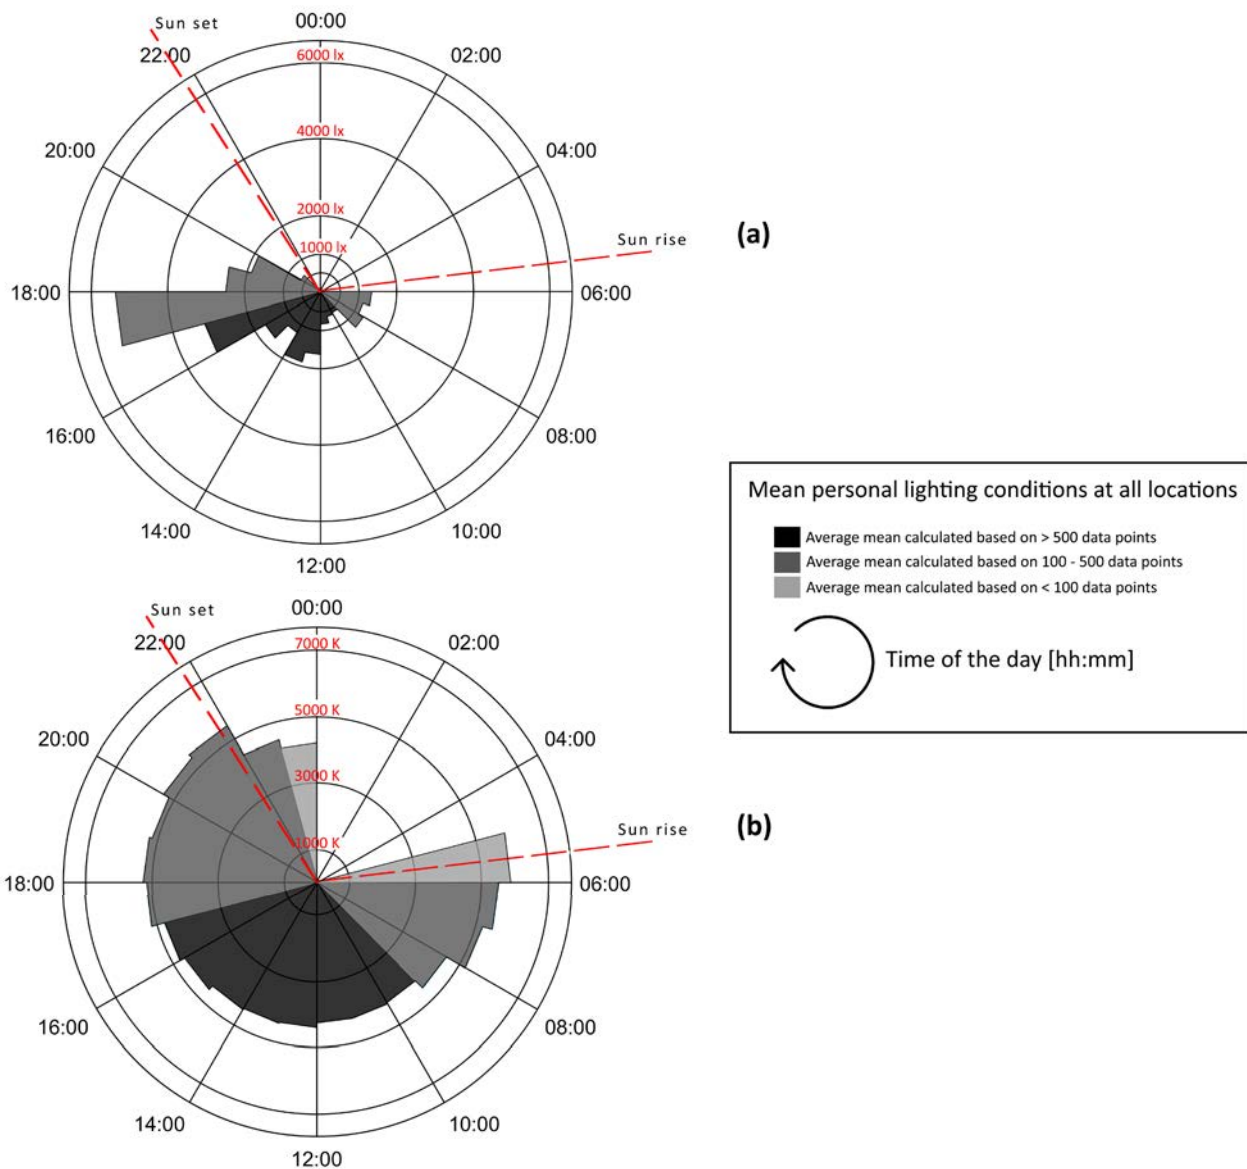 Sun set
00:00
22:00
02:00
6000 lx
4000 lx
20:00
04:00
2000 lx
1000 lx
Sun rise
(a)
18:00
06:00
16:00
08:00
14:00
10:00
12:00
Mean personal lighting conditions at all locations
Average mean calculated based on > 500 data points
Average mean calculated based on 100 - 500 data points
Average mean calculated based on < 100 data points
Time of the day [hh:mm]
Sun set
00:00
22:00
02:00
7000 K
5000 K
20:00
04:00
3000 K
1000 K
Sun rise
(b)
18:00
06:00
16:00
08:00
14:00
10:00
12:00